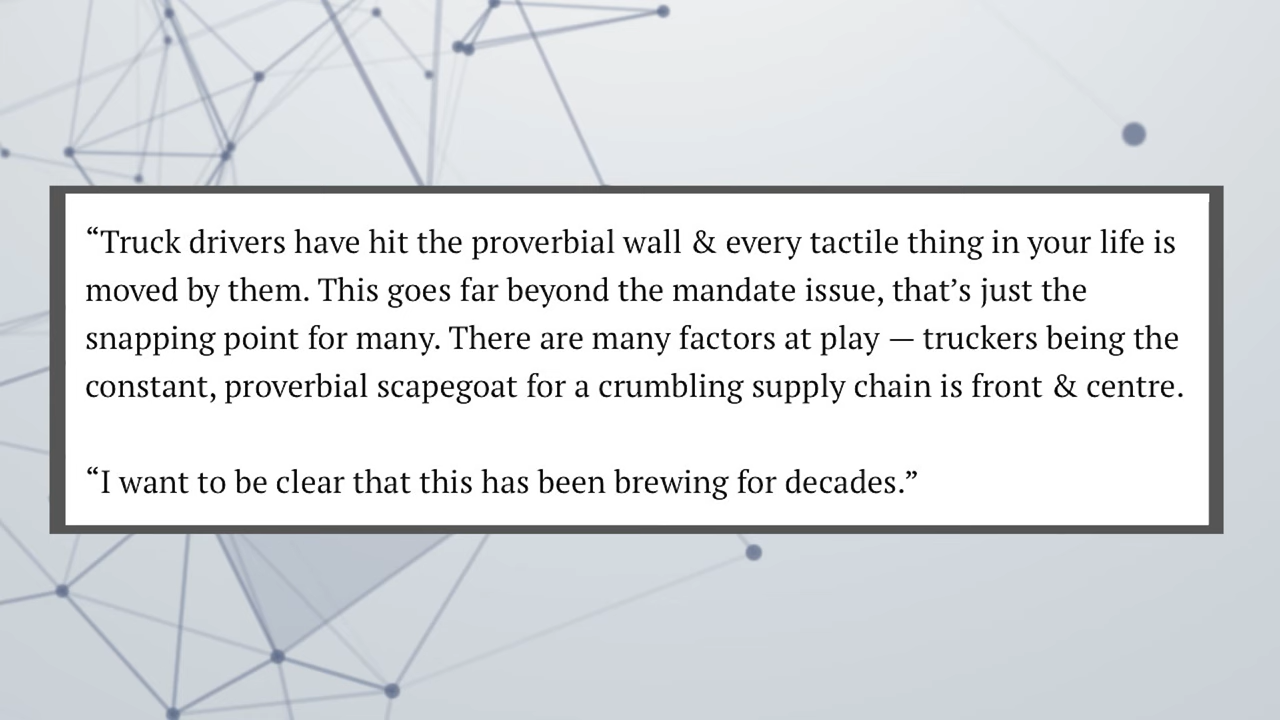 “Truck drivers have hit the proverbial wall & every tactile thing in your life is
moved by them. This goes far beyond the mandate issue, that’s just the
snapping point for many. There are many factors at play — truckers being the
constant, proverbial scapegoat for a crumbling supply chain is front & centre.
“I want to be clear that this has been brewing for decades.”